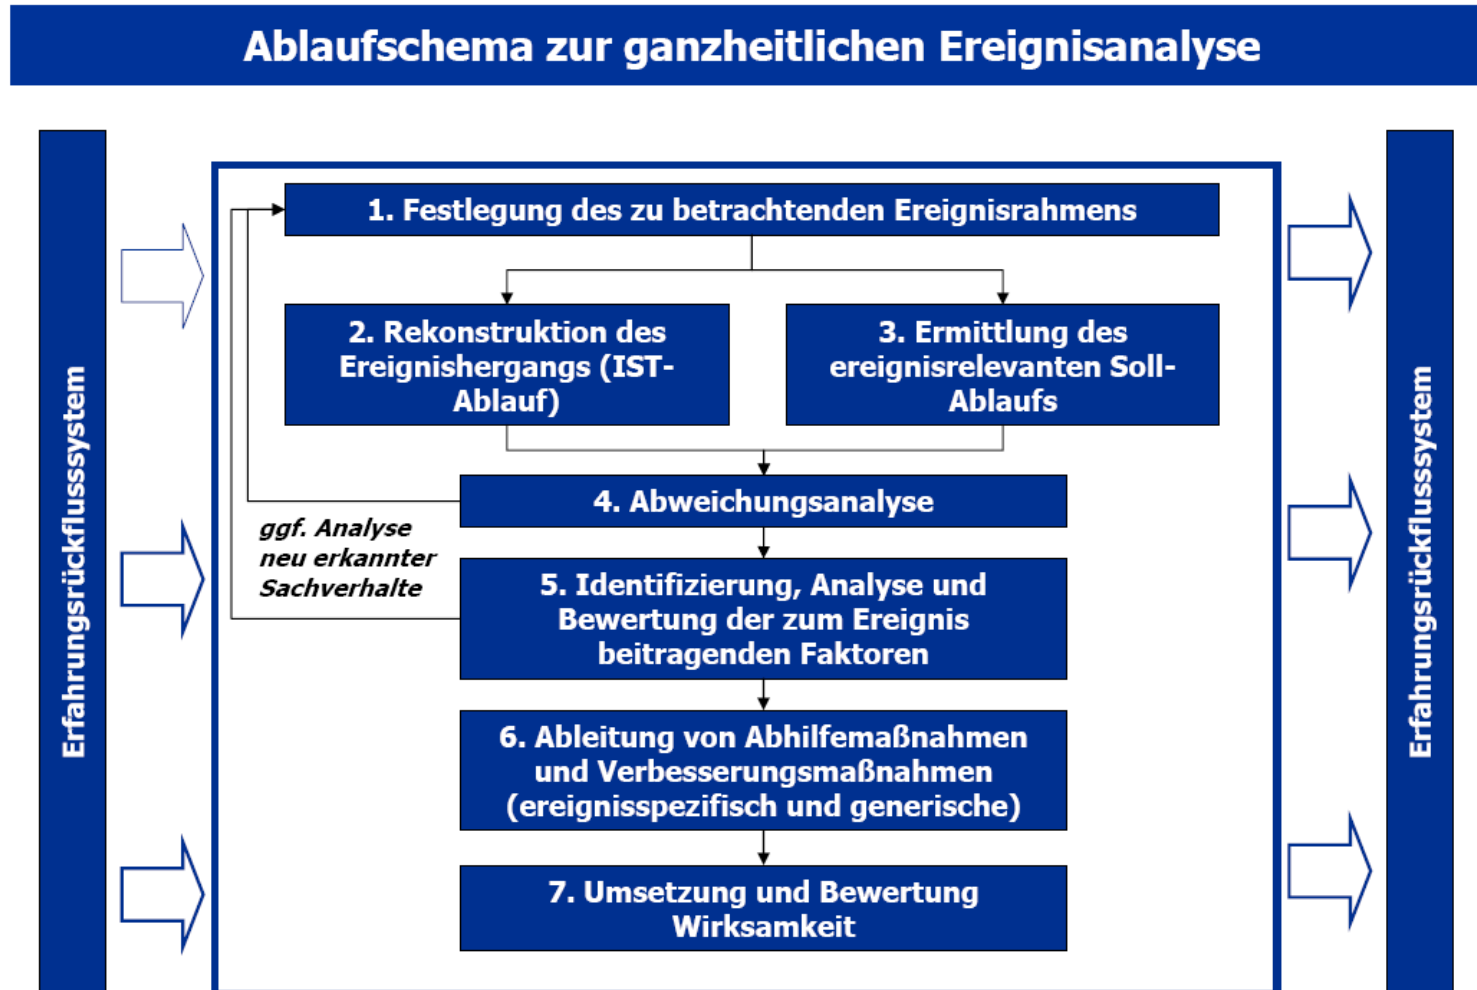 Ablaufschema zur ganzheitlichen Ereignisanalyse
Erfahrungsrückflusssystem
1. Festlegung des zu betrachtenden Ereignisrahmens
2. Rekonstruktion des
Ereignishergangs (IST-
Ablauf)
3. Ermittlung des
ereignisrelevanten Soll-
Ablaufs
4. Abweichungsanalyse
ggf. Analyse
neu erkannter
Sachverhalte
5. Identifizierung, Analyse und
Bewertung der zum Ereignis
beitragenden Faktoren
6. Ableitung von Abhilfemaßnahmen
und Verbesserungsmaßnahmen
(ereignisspezifisch und generische)
7. Umsetzung und Bewertung
Wirksamkeit
Erfahrungsrückflusssystem